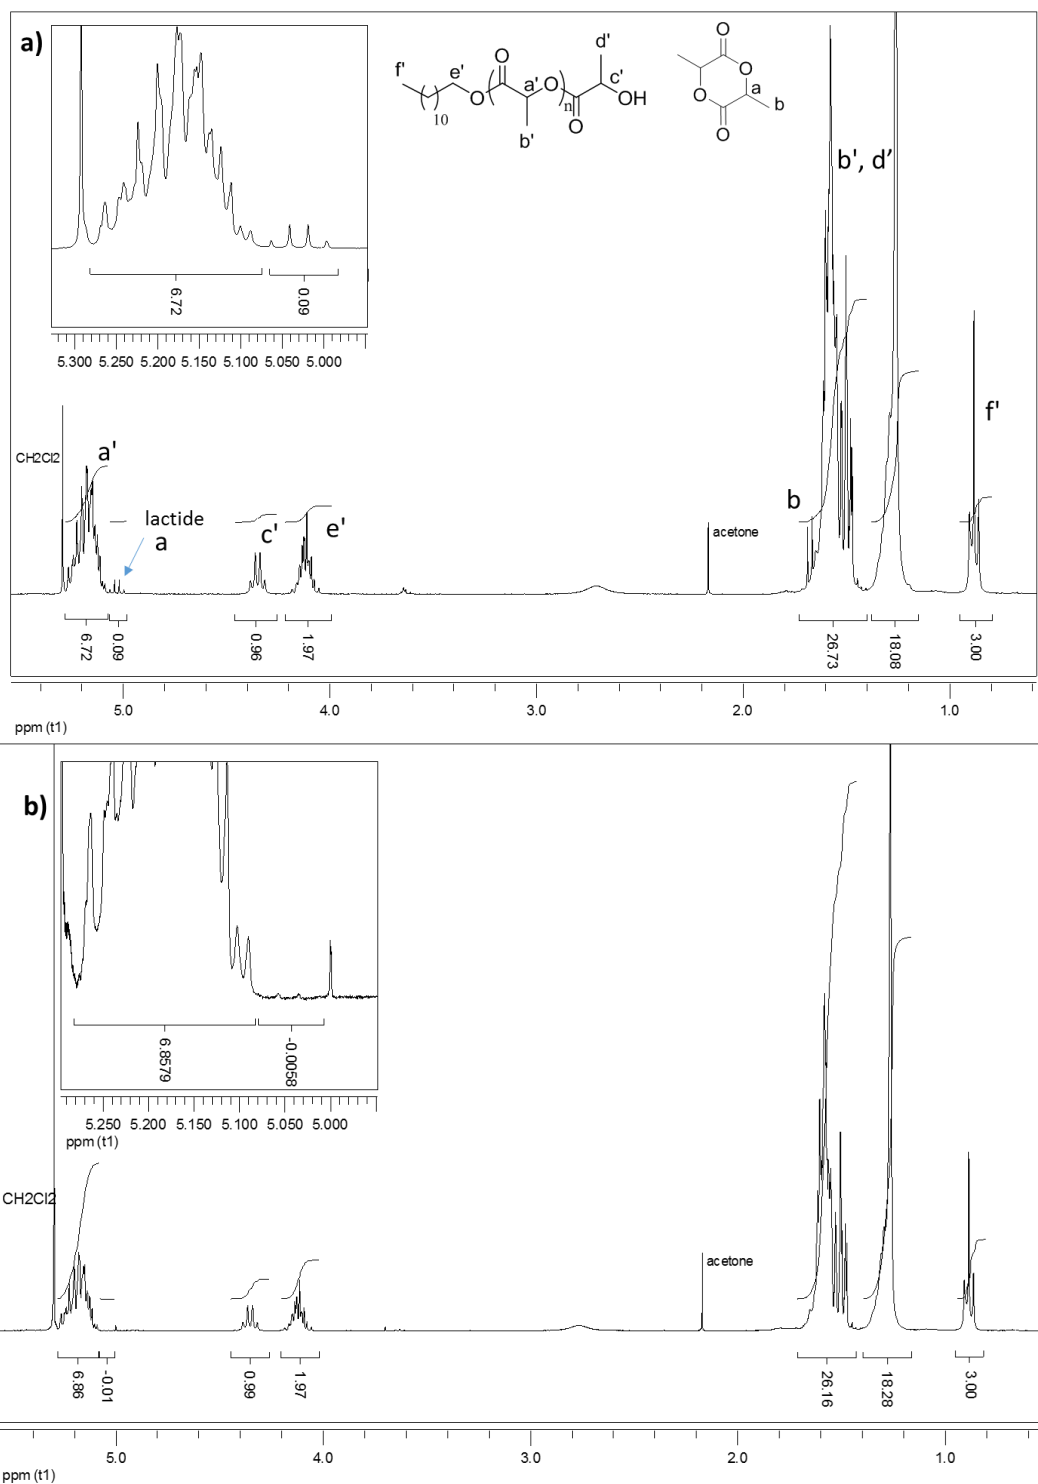 a)
6.72
0.09
5.300 5.250 5.200 5.150 5.100 5.050 5.000
f'
10
e'
O
O
a'
b'
O
n
d'
c'
O
OH
O
O
O
a
b
O
b', d’
f'
CH2Cl2
a'
lactide
a
c'
e'
acetone
b
6.72
0.09
0.96
1.97
26.73
18.08
3.00
5.0 4.0 3.0 2.0 1.0
ppm (t1)
b)
6.8579
-0.0058
5.250 5.200 5.150 5.100 5.050 5.000
ppm (t1)
CH2Cl2
acetone
6.86
-0.01
0.99
1.97
26.16
18.28
3.00
5.0 4.0 3.0 2.0 1.0
ppm (t1)